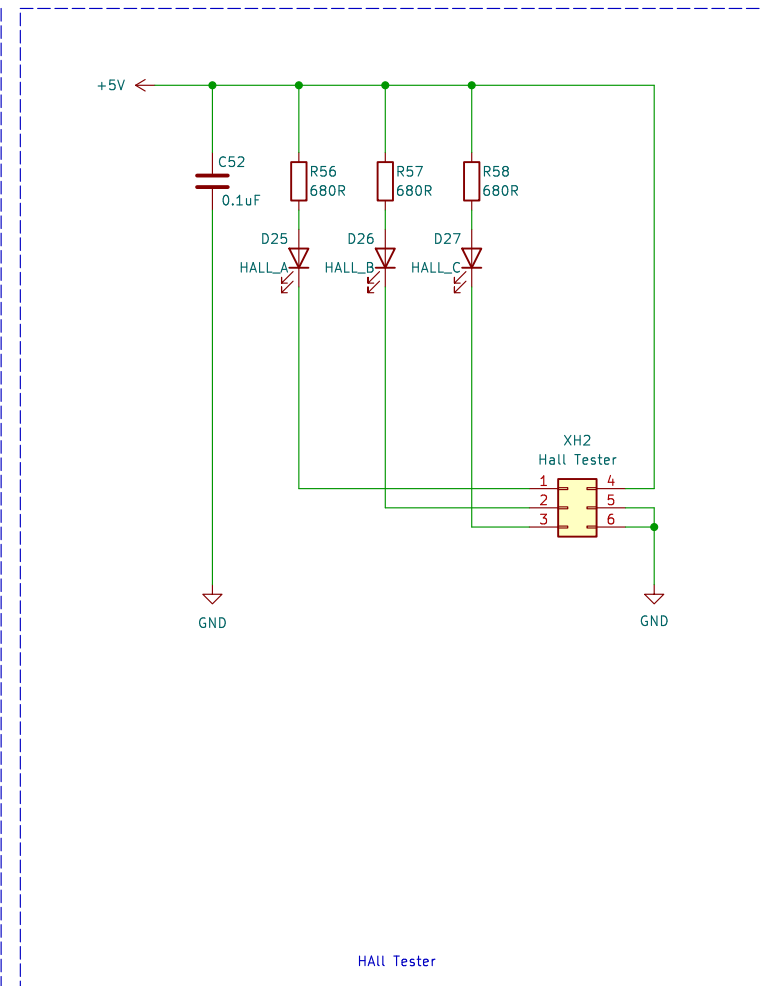 +5V
C52
0.1uF
R56
680R
R57
680R
R58
680R
D25
HALL_A
D26
HALL_B
D27
HALL_C
XH2
Hall Tester
1
4
2
5
3
6
GND
GND
HAll Tester